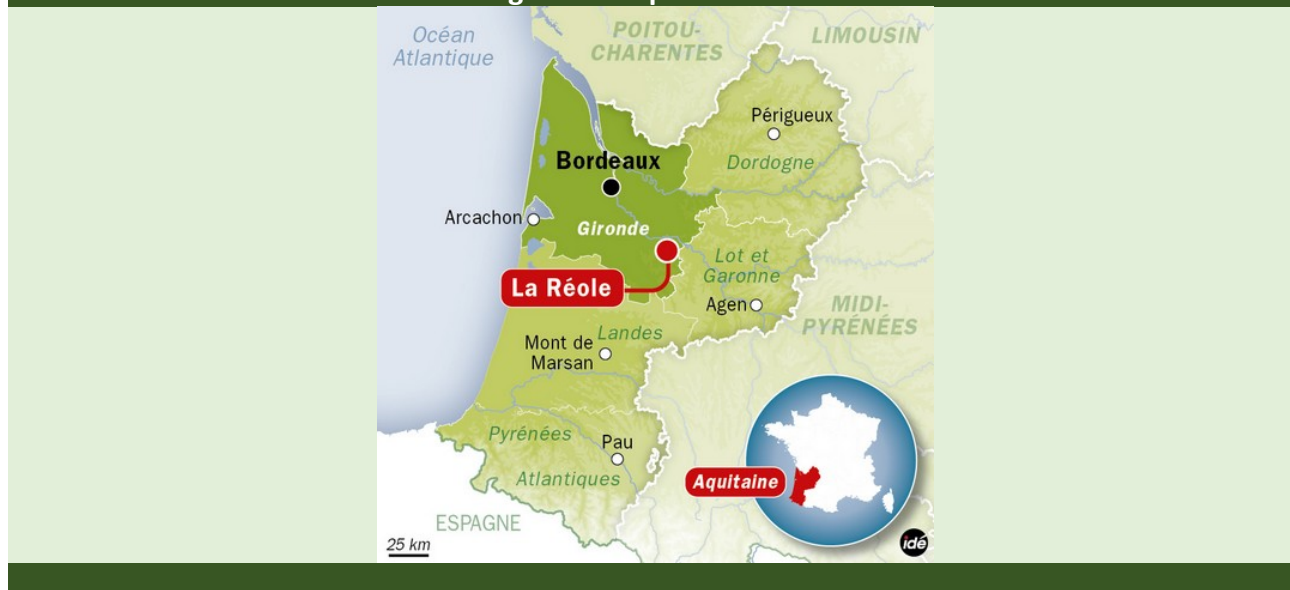 Océan
Atlantique
POITOU-
CHARENTES
LIMOUSIN
Périgueux
Dordogne
Bordeaux
Arcachon
Gironde
Lot et
Garonne
La Réole
Agen
MIDI-
PYRÉNÉES
Landes
Mont de
Marsan
Pyrénées
Atlantiques
Pau
Aquitaine
ESPAGNE
25 km
idé